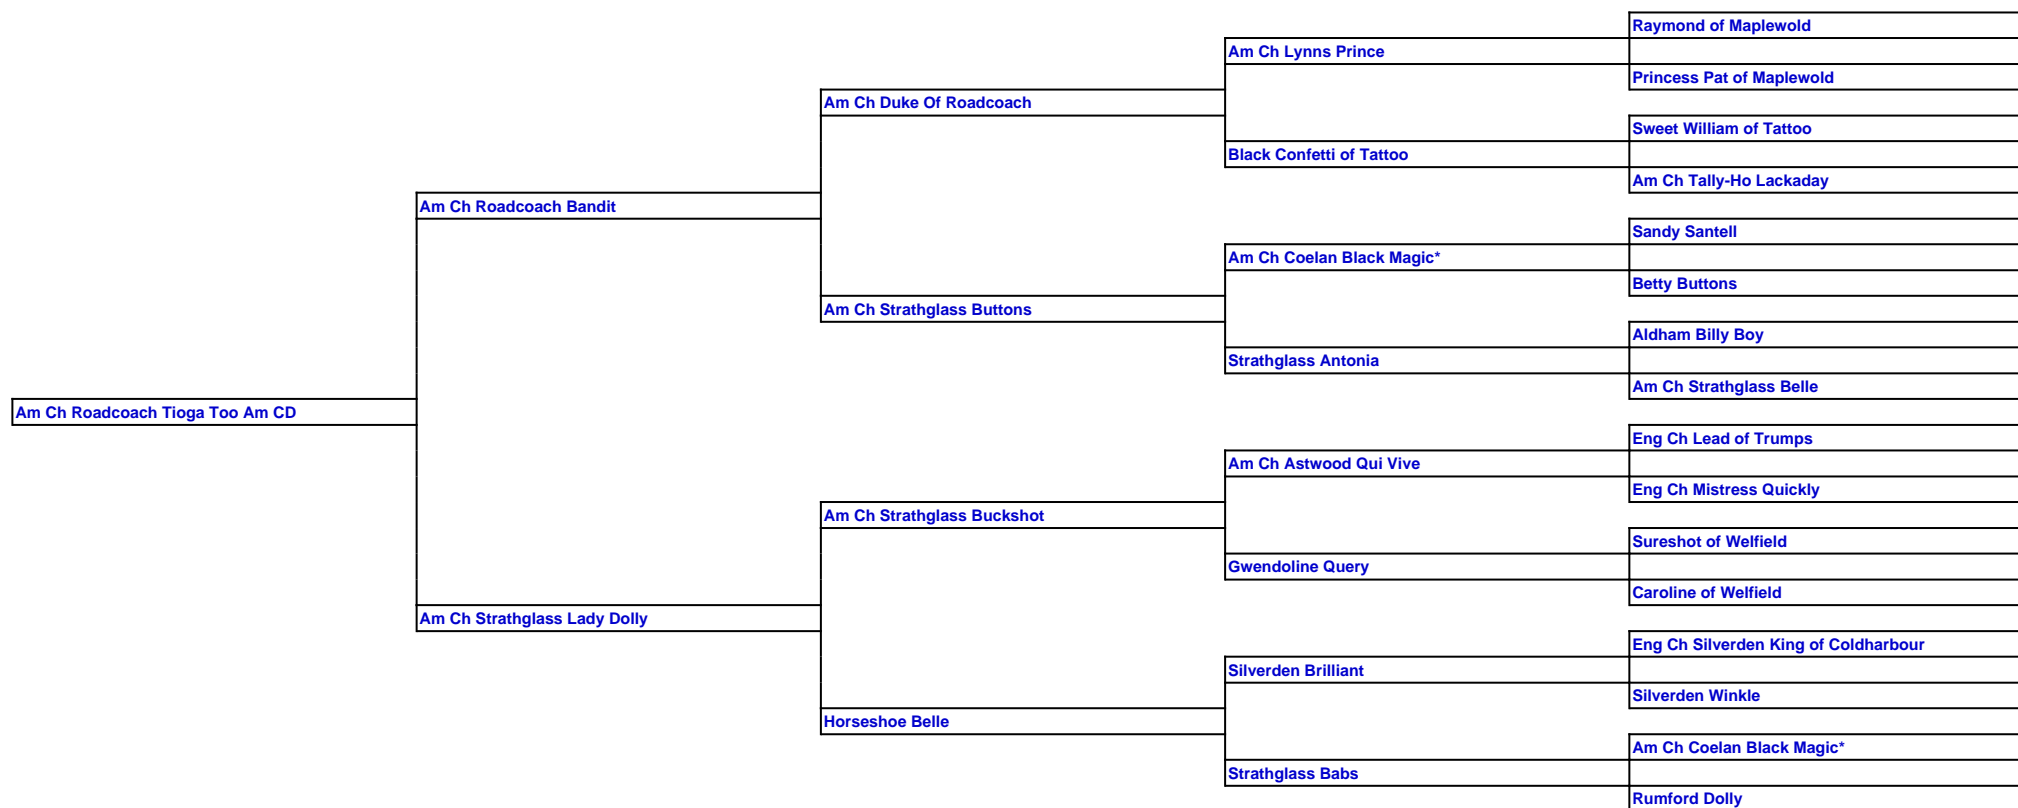 Raymond of Maplewold
Am Ch Lynns Prince
Princess Pat of Maplewold
Am Ch Duke Of Roadcoach
Sweet William of Tattoo
Black Confetti of Tattoo
Am Ch Tally-Ho Lackaday
Am Ch Roadcoach Bandit
Sandy Santell
Am Ch Coelan Black Magic*
Betty Buttons
Am Ch Strathglass Buttons
Aldham Billy Boy
Strathglass Antonia
Am Ch Strathglass Belle
Am Ch Roadcoach Tioga Too Am CD
Eng Ch Lead of Trumps
Am Ch Astwood Qui Vive
Eng Ch Mistress Quickly
Am Ch Strathglass Buckshot
Sureshot of Welfield
Gwendoline Query
Caroline of Welfield
Am Ch Strathglass Lady Dolly
Eng Ch Silverden King of Coldharbour
Silverden Brilliant
Silverden Winkle
Horseshoe Belle
Am Ch Coelan Black Magic*
Strathglass Babs
Rumford Dolly